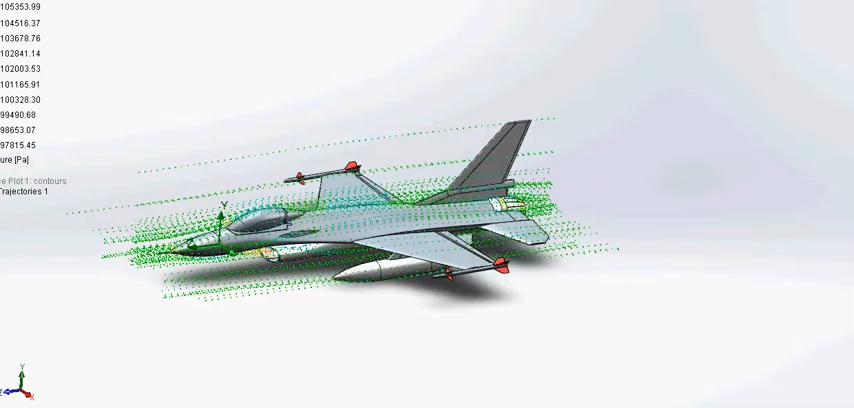 105353.99
104516.37
103678.76
102841.14
102003.53
101165.91
100328.30
99490.68
98653.07
97815.45
ure [Pa]
ce Plot 1: contours
Trajectories 1
Y
Y
X